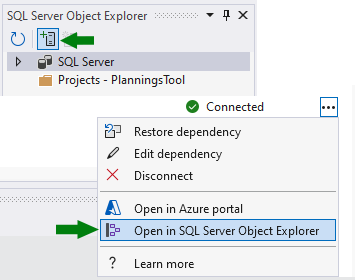 SQL Server Object Explorer
SQL Server
Projects - PlanningsTool
Connected
Restore dependency
Edit dependency
Disconnect
Open in Azure portal
Open in SQL Server Object Explorer
Learn more